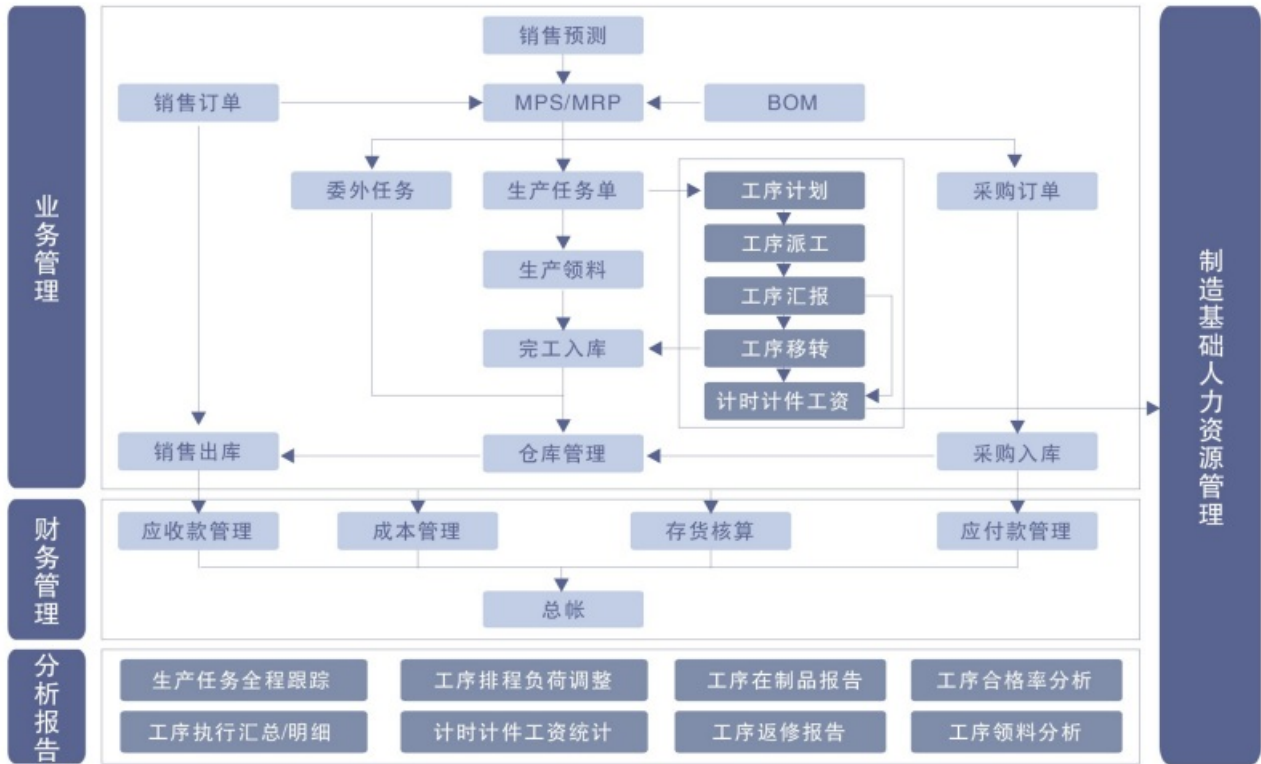 业务管理
销售预测
销售订单
MPS/MRP
BOM
委外任务
生产任务单
工序计划
采购订单
工序派工
生产领料
工序汇报
完工入库
工序移转
计时计件工资
销售出库
仓库管理
采购入库
制造基础人力资源管理
财务管理
应收款管理
成本管理
存货核算
应付款管理
总帐
分析报告
生产任务全程跟踪
工序排程负荷调整
工序在制品报告
工序合格率分析
工序执行汇总/明细
计时计件工资统计
工序返修报告
工序领料分析